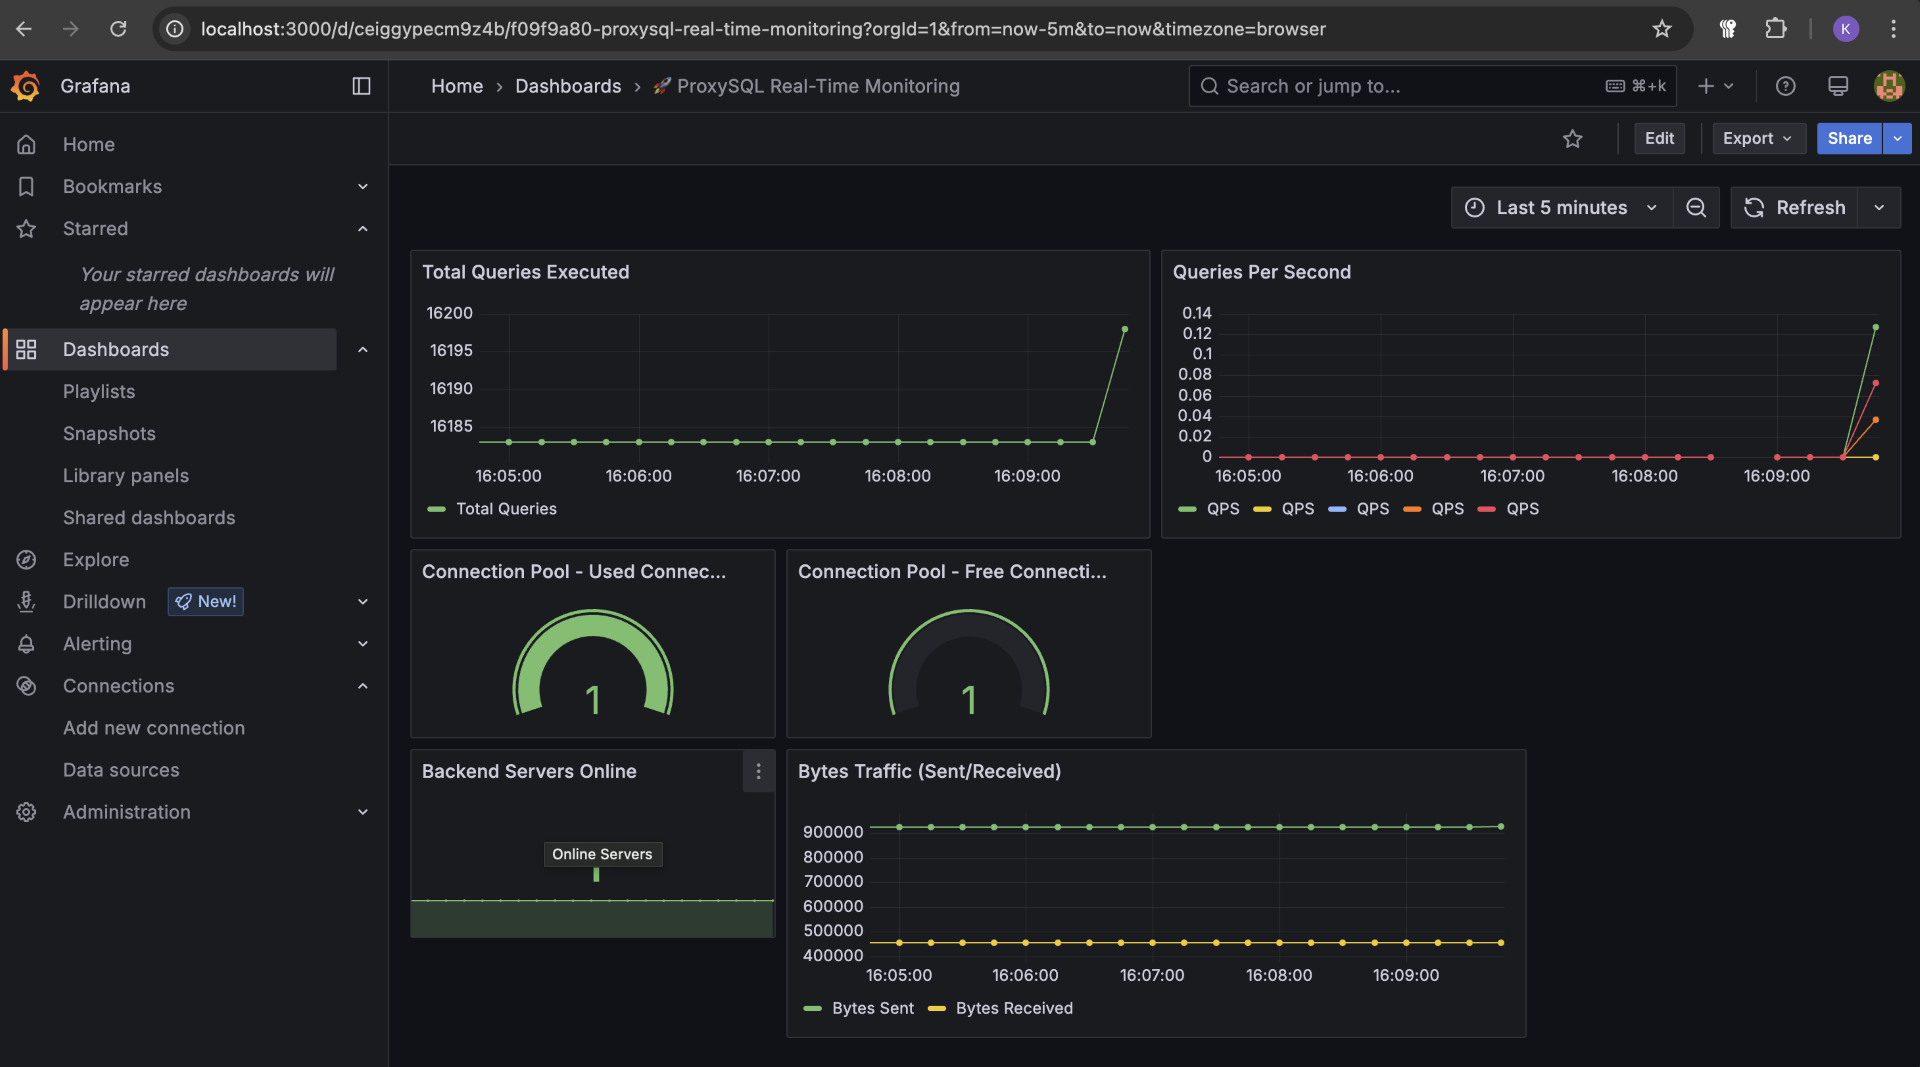 localhost:3000/d/ceiggypecm9z4b/f09f9a80-proxysql-real-time-monitoring?orgId=1&from=now-5m&to=now&timezone=browser
K
Grafana
Home › Dashboards › 🚀 ProxySQL Real-Time Monitoring
Search or jump to...
⌘+k
Edit
Export
Share
Home
Bookmarks
Starred
Your starred dashboards will
appear here
Dashboards
Playlists
Snapshots
Library panels
Shared dashboards
Explore
Drilldown
New!
Alerting
Connections
Add new connection
Data sources
Administration
Last 5 minutes
Refresh
Total Queries Executed
16200
16195
16190
16185
16:05:00 16:06:00 16:07:00 16:08:00 16:09:00
Total Queries
Queries Per Second
0.14
0.12
0.1
0.08
0.06
0.04
0.02
0
16:05:00 16:06:00 16:07:00 16:08:00 16:09:00
QPS QPS QPS QPS QPS
Connection Pool - Used Connec...
1
Connection Pool - Free Connecti...
1
Backend Servers Online
Online Servers
Bytes Traffic (Sent/Received)
900000
800000
700000
600000
500000
400000
16:05:00 16:06:00 16:07:00 16:08:00 16:09:00
Bytes Sent Bytes Received